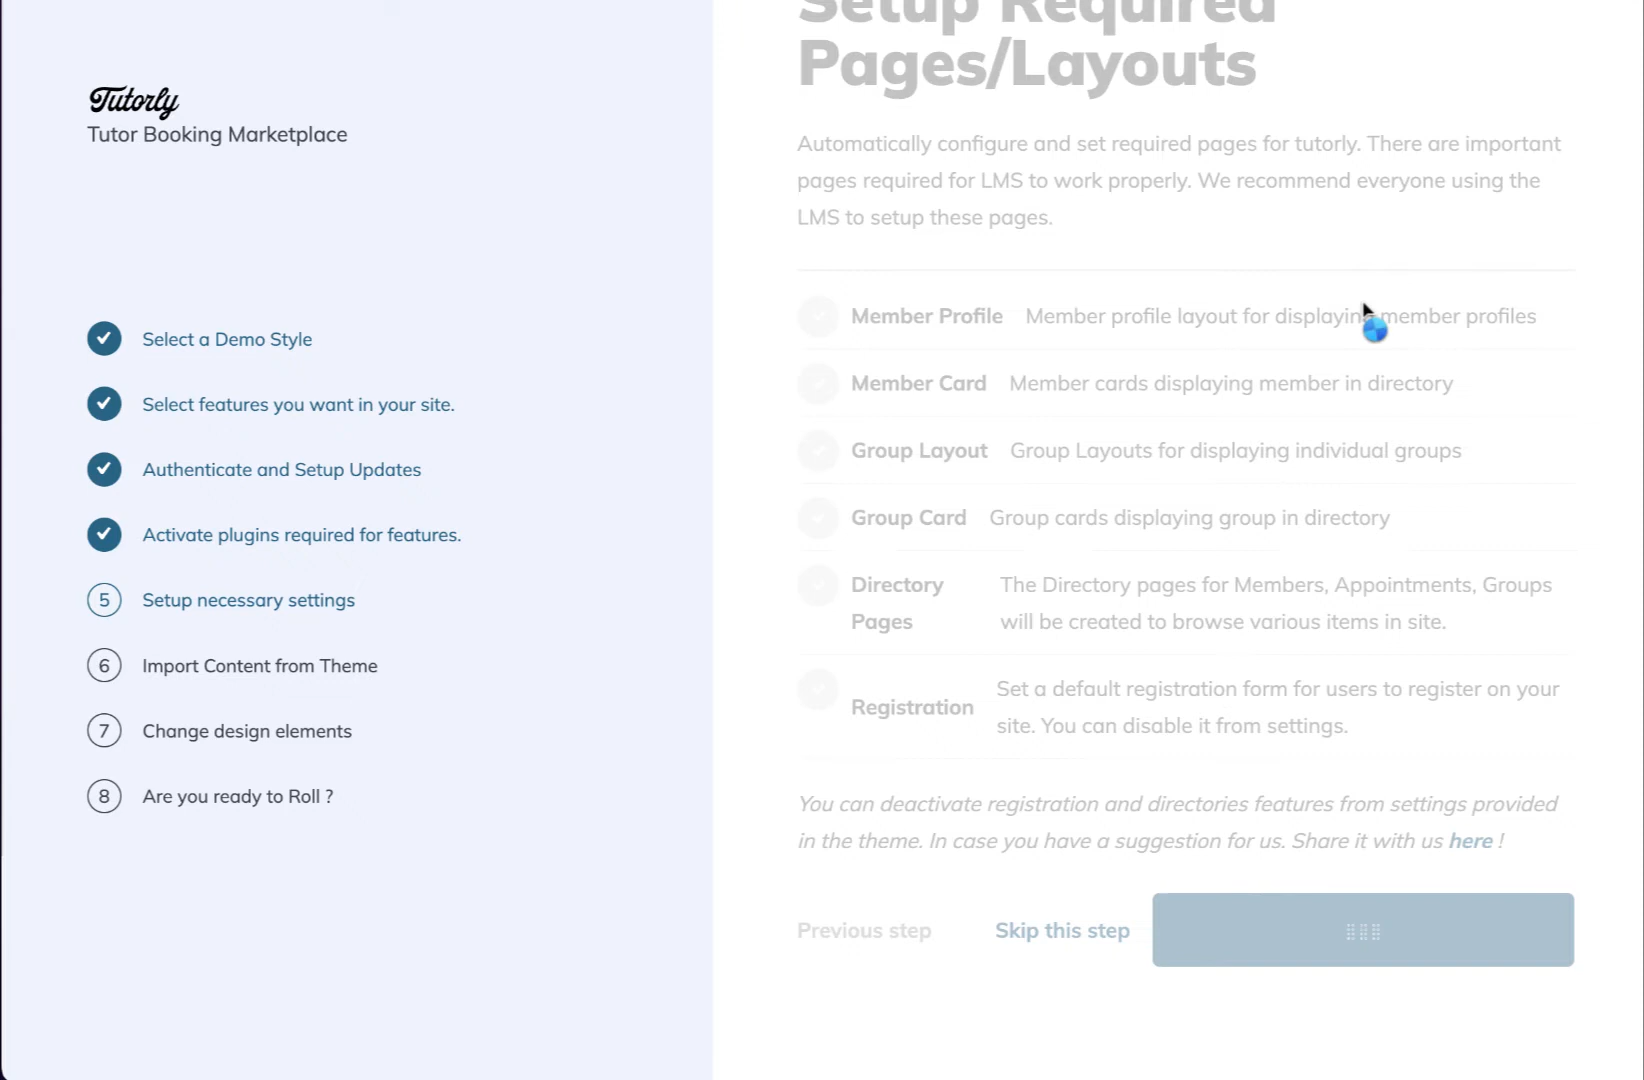 Tutorly
Tutor Booking Marketplace
Select a Demo Style
Select features you want in your site.
Authenticate and Setup Updates
Activate plugins required for features.
5 Setup necessary settings
6 Import Content from Theme
7 Change design elements
8 Are you ready to Roll ?
Setup Required
Pages/Layouts
Automatically configure and set required pages for tutorly. There are important
pages required for LMS to work properly. We recommend everyone using the
LMS to setup these pages.
Member Profile Member profile layout for displaying member profiles
Member Card Member cards displaying member in directory
Group Layout Group Layouts for displaying individual groups
Group Card Group cards displaying group in directory
Directory Pages
The Directory pages for Members, Appointments, Groups
will be created to browse various items in site.
Registration
Set a default registration form for users to register on your
site. You can disable it from settings.
You can deactivate registration and directories features from settings provided
in the theme. In case you have a suggestion for us. Share it with us here !
Previous step Skip this step